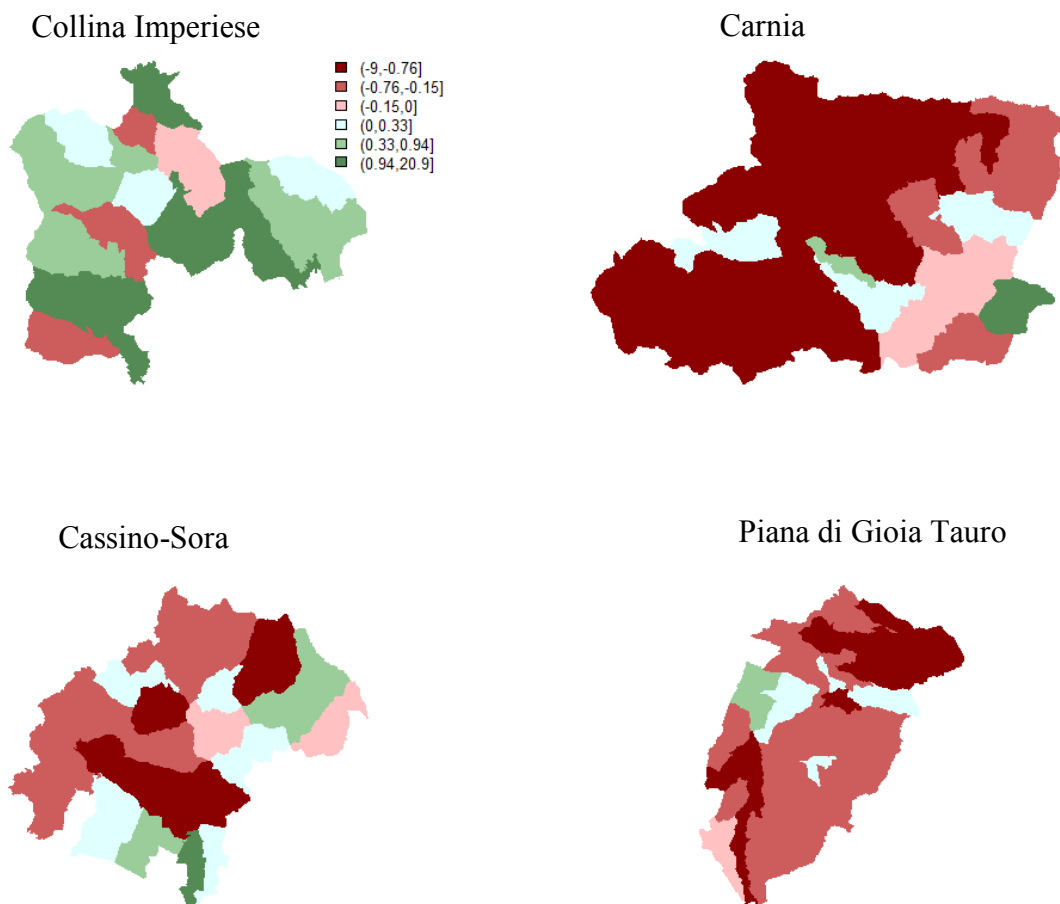 Collina Imperiese
Carnia
(-9,-0.76]
(-0.76,-0.15]
(-0.15,0]
(0,0.33]
(0.33,0.94]
(0.94,20.9]
Cassino-Sora
Piana di Gioia Tauro